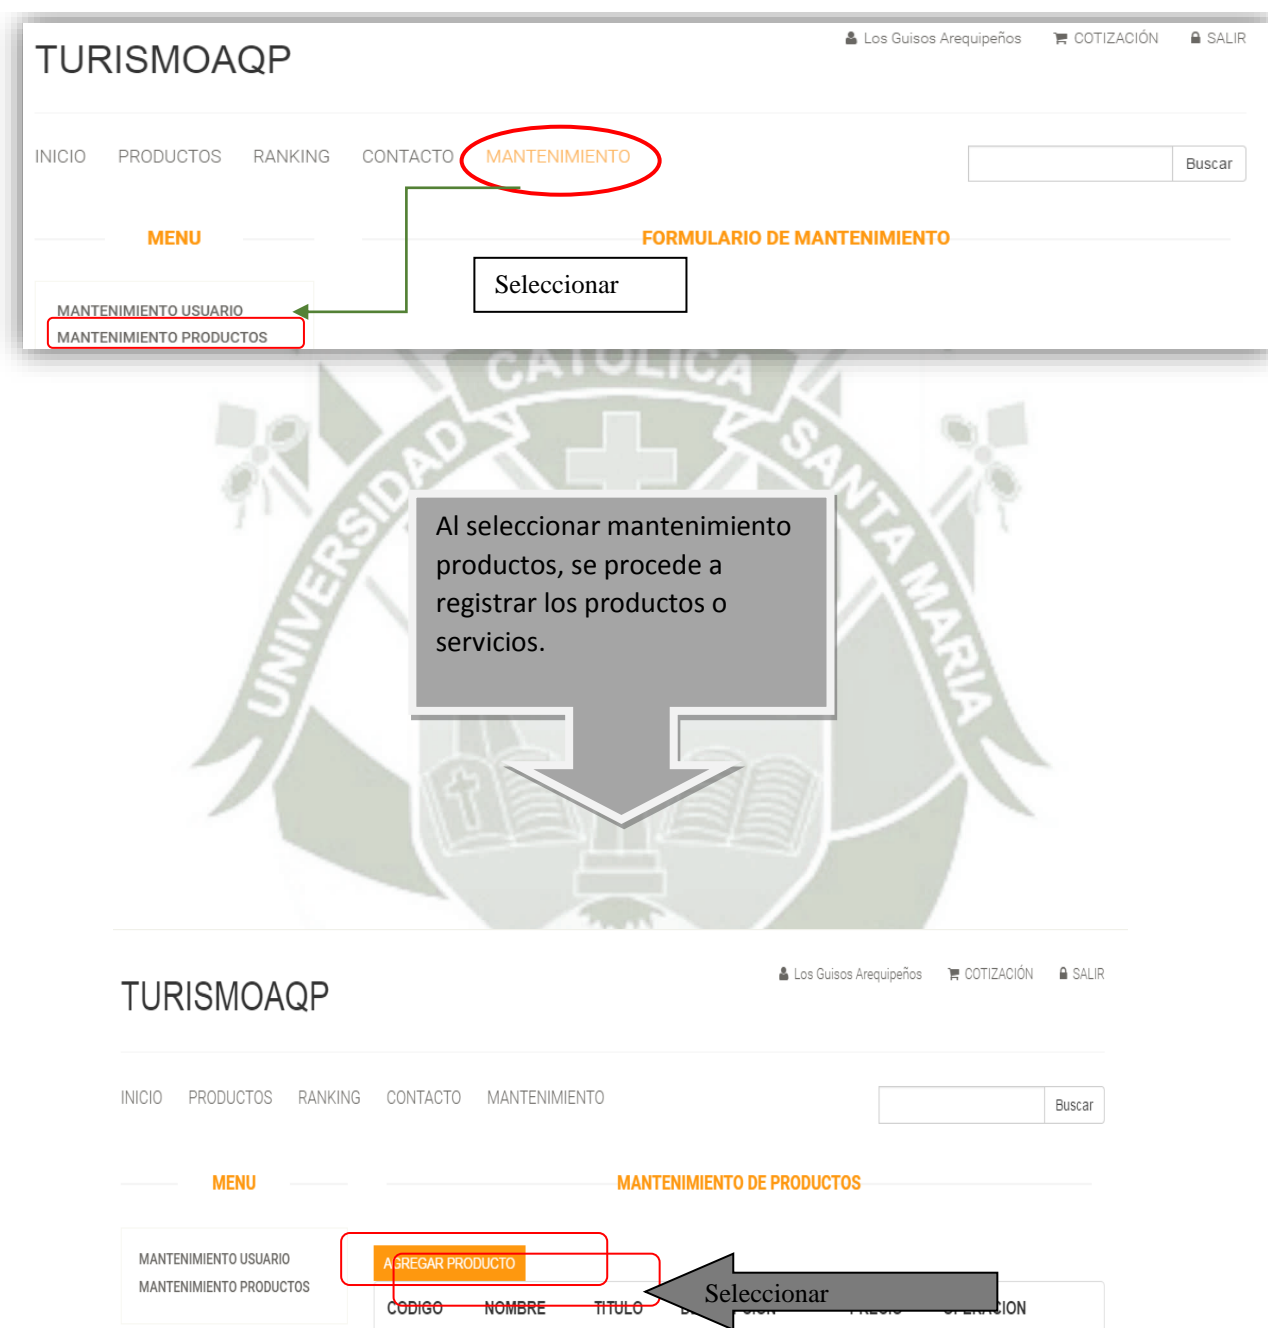 TURISMOAQP
Los Guisos Arequipeños COTIZACIÓN SALIR
INICIO PRODUCTOS RANKING CONTACTO MANTENIMIENTO
Buscar
MENU
FORMULARIO DE MANTENIMIENTO
Seleccionar
MANTENIMIENTO USUARIO
MANTENIMIENTO PRODUCTOS
UNIVERSIDAD CATOLICA SANTA MARIA
Al seleccionar mantenimiento
productos, se procede a
registrar los productos o
servicios.
TURISMOAQP
Los Guisos Arequipeños COTIZACIÓN SALIR
INICIO PRODUCTOS RANKING CONTACTO MANTENIMIENTO
Buscar
MENU
MANTENIMIENTO DE PRODUCTOS
MANTENIMIENTO USUARIO
MANTENIMIENTO PRODUCTOS
AGREGAR PRODUCTO
Seleccionar
CODIGO NOMBRE TITULO